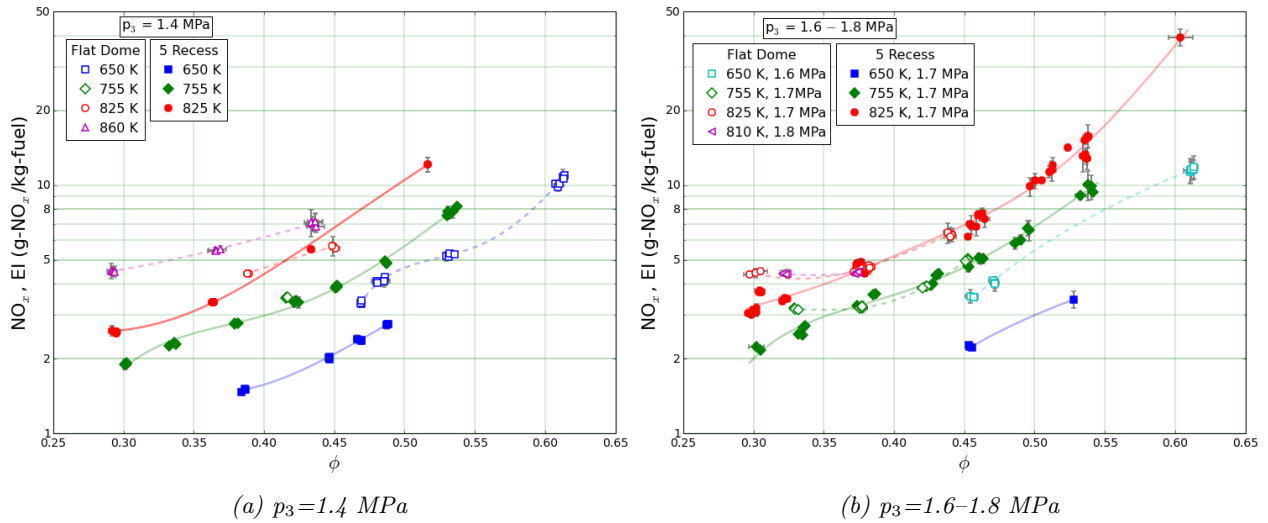 p₃ = 1.4 MPa
Flat Dome
650 K
755 K
825 K
860 K
5 Recess
650 K
755 K
825 K
NOₓ, EI (g-NOₓ/kg-fuel)
50
20
10
8
5
2
1
0.25 0.30 0.35 0.40 0.45 0.50 0.55 0.60 0.65
ϕ
(a) p₃=1.4 MPa
p₃ = 1.6 – 1.8 MPa
Flat Dome
650 K, 1.6 MPa
755 K, 1.7MPa
825 K, 1.7 MPa
810 K, 1.8 MPa
5 Recess
650 K, 1.7 MPa
755 K, 1.7 MPa
825 K, 1.7 MPa
NOₓ, EI (g-NOₓ/kg-fuel)
50
20
10
8
5
2
1
0.25 0.30 0.35 0.40 0.45 0.50 0.55 0.60 0.65
ϕ
(b) p₃=1.6–1.8 MPa